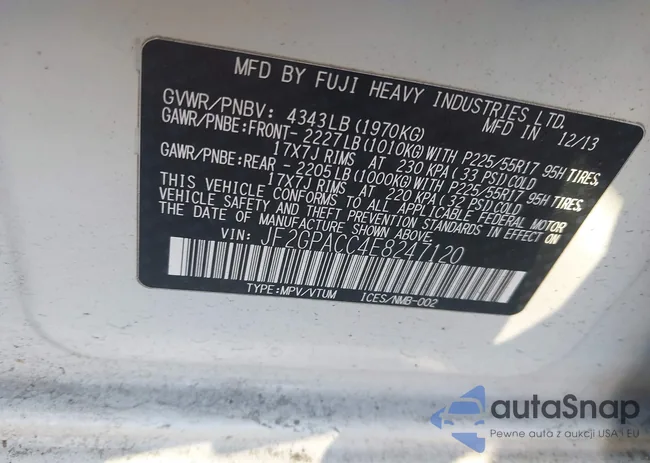 MFD BY FUJI HEAVY INDUSTRIES LTD.
GVWR/PNBV: 4343LB (1970KG) MFD IN 12/13
GAWR/PNBE:FRONT- 2227LB (1010KG) WITH P225/55R17 95H TIRES,
17X7J RIMS AT 230 KPA (33 PSI)COLD
GAWR/PNBE:REAR - 2205LB (1000KG) WITH P225/55R17 95H TIRES,
17X7J RIMS AT 220 KPA (32 PSI)COLD
THIS VEHICLE CONFORMS TO ALL APPLICABLE FEDERAL MOTOR
VEHICLE SAFETY AND THEFT PREVENTION STANDARDS IN EFFECT ON
THE DATE OF MANUFACTURE SHOWN ABOVE.
VIN: JF2GPACC4E8247120
TYPE:MPV/VTUM ICES/NMB-002
autaSnap
Pewne auta z aukcji USA i EU